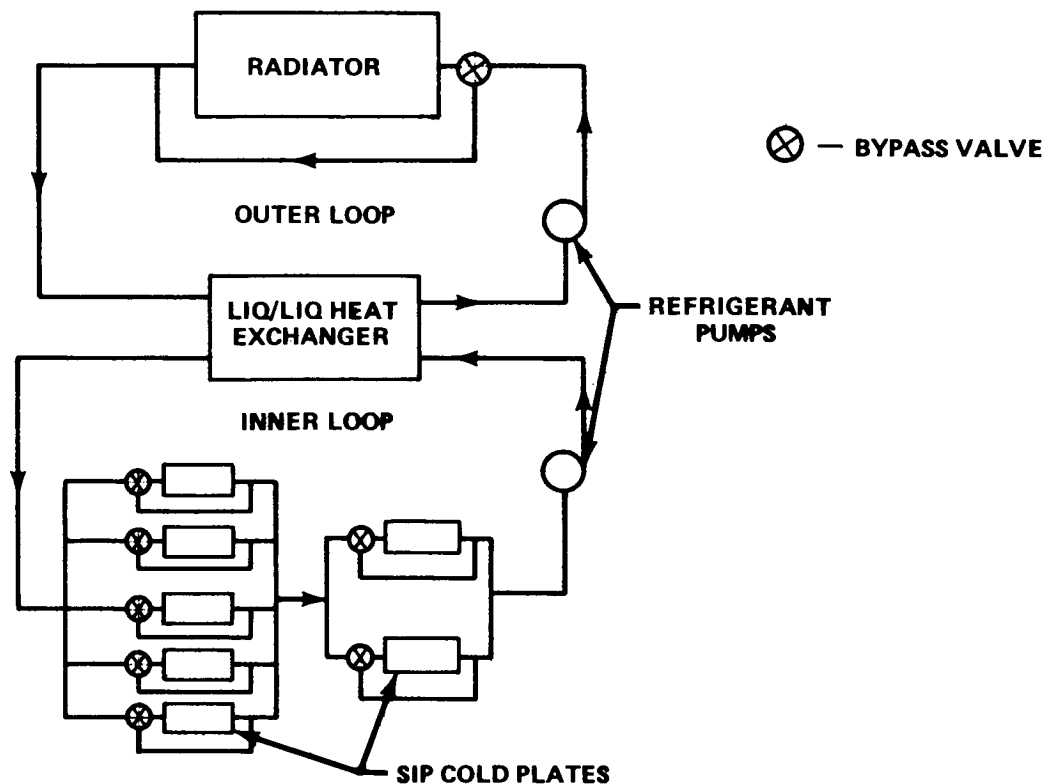 RADIATOR
— BYPASS VALVE
OUTER LOOP
LIQ/LIQ HEAT
EXCHANGER
REFRIGERANT
PUMPS
INNER LOOP
SIP COLD PLATES